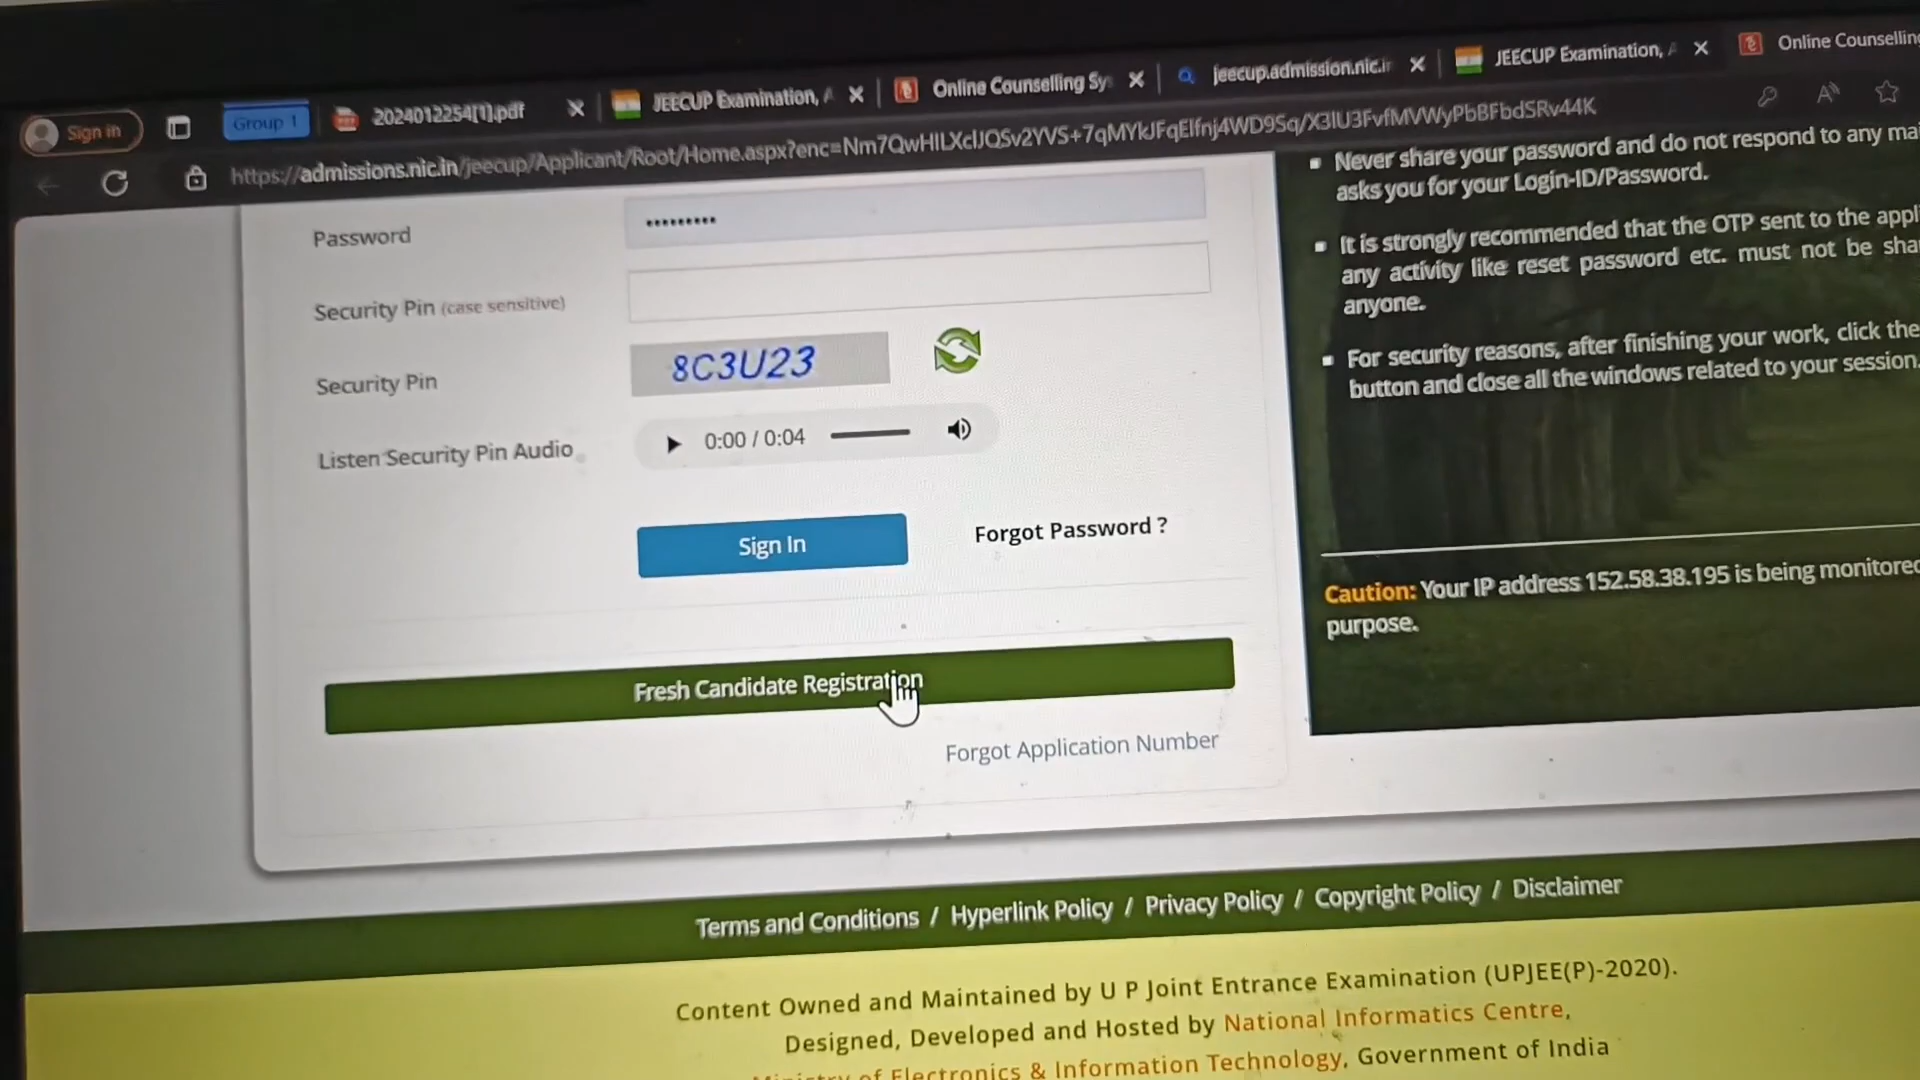 Sign in
Group 1
2024012254[1].pdf
JEECUP Examination, A
Online Counselling Sy
jeecup.admission.nic.ir
JEECUP Examination, A
Online Counselling
https://admissions.nic.in/jeecup/Applicant/Root/Home.aspx?enc=Nm7QwHILXclJQSv2YVS+7qMYkJFqElfnj4WD9Sq/X3lU3FvfMVWyPbBFbdSRv44K
Password
•••••••••
Security Pin (case sensitive)
Security Pin
8C3U23
Listen Security Pin Audio
0:00 / 0:04
Sign In
Forgot Password ?
Fresh Candidate Registration
Forgot Application Number
Never share your password and do not respond to any mai
asks you for your Login-ID/Password.
It is strongly recommended that the OTP sent to the appli
any activity like reset password etc. must not be sha
anyone.
For security reasons, after finishing your work, click the
button and close all the windows related to your session.
Caution: Your IP address 152.58.38.195 is being monitored
purpose.
Terms and Conditions / Hyperlink Policy / Privacy Policy / Copyright Policy / Disclaimer
Content Owned and Maintained by U P Joint Entrance Examination (UPJEE(P)-2020).
Designed, Developed and Hosted by National Informatics Centre,
Ministry of Electronics & Information Technology, Government of India